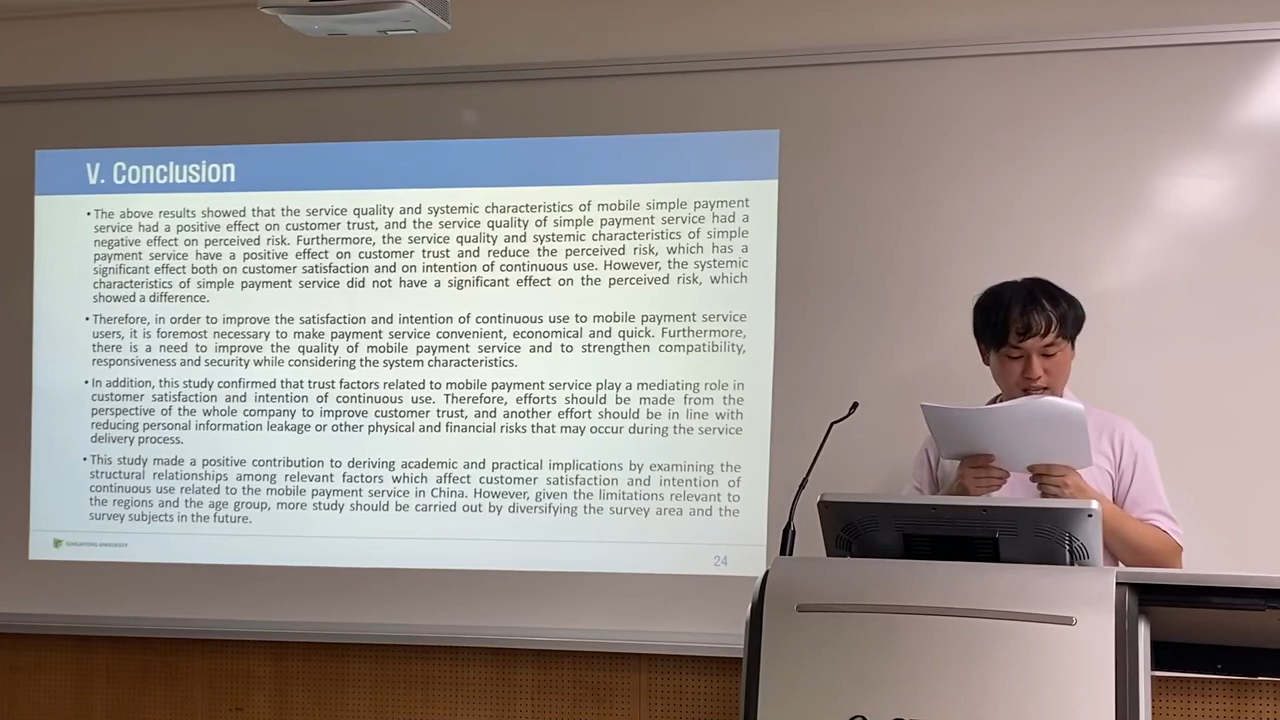 V. Conclusion
• The above results showed that the service quality and systemic characteristics of mobile simple payment
service had a positive effect on customer trust, and the service quality of simple payment service had a
negative effect on perceived risk. Furthermore, the service quality and systemic characteristics of simple
payment service have a positive effect on customer trust and reduce the perceived risk, which has a
significant effect both on customer satisfaction and on intention of continuous use. However, the systemic
characteristics of simple payment service did not have a significant effect on the perceived risk, which
showed a difference.
• Therefore, in order to improve the satisfaction and intention of continuous use to mobile payment service
users, it is foremost necessary to make payment service convenient, economical and quick. Furthermore,
there is a need to improve the quality of mobile payment service and to strengthen compatibility,
responsiveness and security while considering the system characteristics.
• In addition, this study confirmed that trust factors related to mobile payment service play a mediating role in
customer satisfaction and intention of continuous use. Therefore, efforts should be made from the
perspective of the whole company to improve customer trust, and another effort should be in line with
reducing personal information leakage or other physical and financial risks that may occur during the service
delivery process.
• This study made a positive contribution to deriving academic and practical implications by examining the
structural relationships among relevant factors which affect customer satisfaction and intention of
continuous use related to the mobile payment service in China. However, given the limitations relevant to
the regions and the age group, more study should be carried out by diversifying the survey area and the
survey subjects in the future.
UNIVERSITY
24